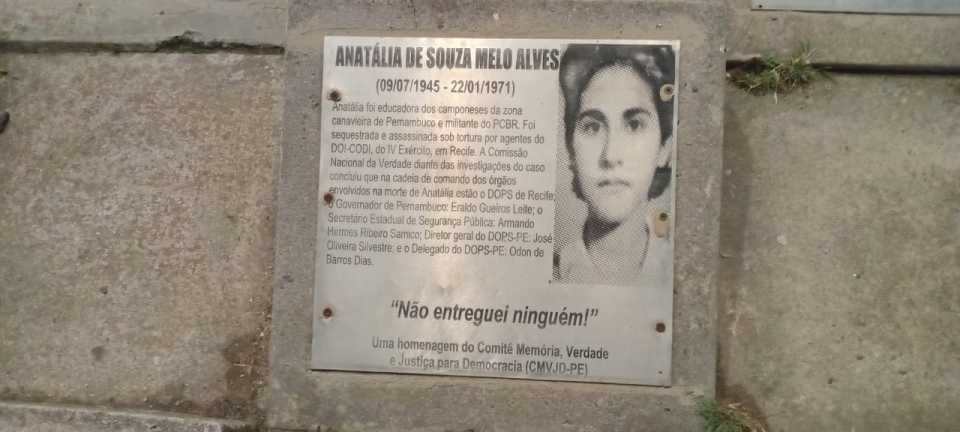 ANATÁLIA DE SOUZA MELO ALVES
(09/07/1945 - 22/01/1971)
Anatália foi educadora dos camponeses da zona
canavieira de Pernambuco e militante do PCBR. Foi
sequestrada e assassinada sob tortura por agentes do
DOI-CODI, do IV Exército, em Recife. A Comissão
Nacional da Verdade diante das investigações do caso
concluiu que na cadeia de comando dos órgãos
envolvidos na morte de Anatália estão o DOPS de Recife;
o Governador de Pernambuco: Eraldo Gueiros Leite; o
Secretário Estadual de Segurança Pública: Armando
Hermes Ribeiro Samico; Diretor geral do DOPS-PE: José
Oliveira Silvestre; e o Delegado do DOPS-PE: Odon de
Barros Dias.
“Não entreguei ninguém!”
Uma homenagem do Comitê Memória, Verdade
e Justiça para Democracia (CMVJD-PE)